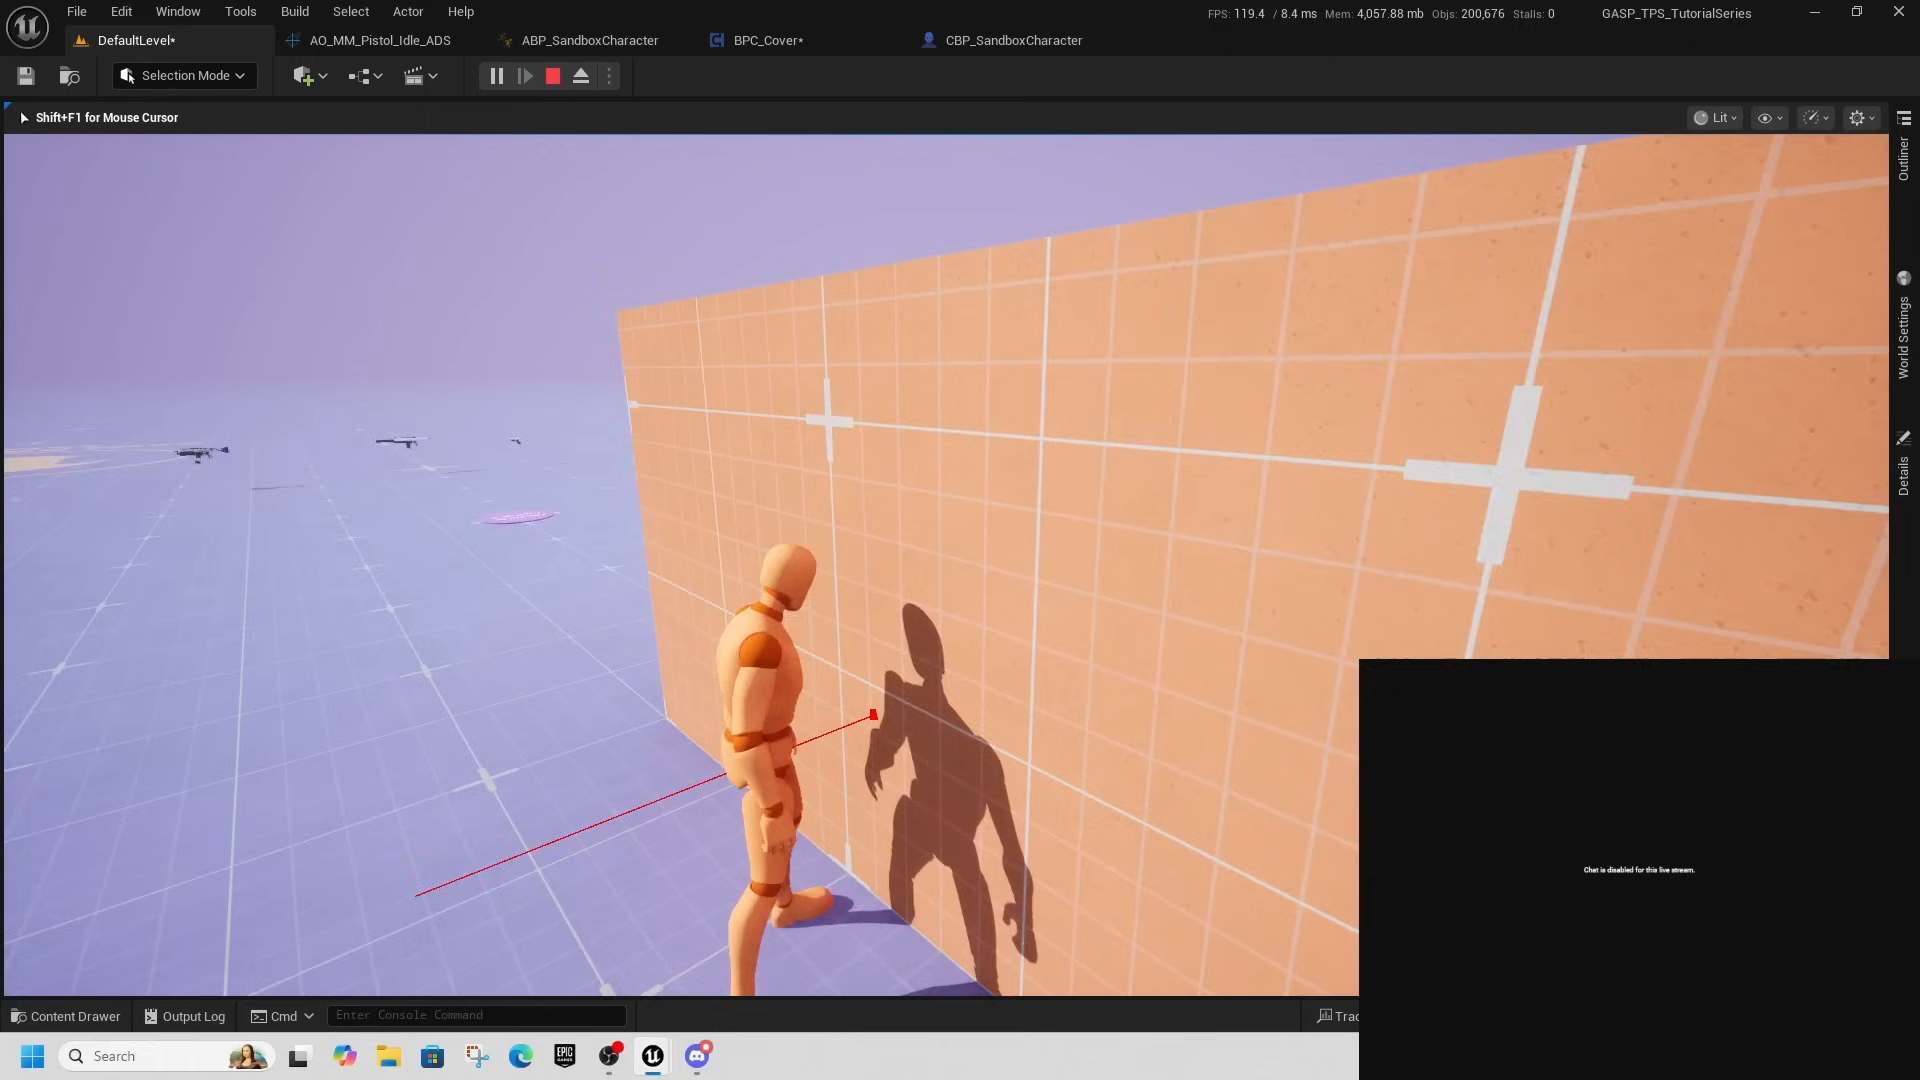 File Edit Window Tools Build Select Actor Help
FPS: 119.4 / 8.4 ms Mem: 4,057.88 mb Objs: 200,676 Stalls: 0 GASP_TPS_TutorialSeries
DefaultLevel* AO_MM_Pistol_Idle_ADS ABP_SandboxCharacter BPC_Cover* CBP_SandboxCharacter
Selection Mode
Shift+F1 for Mouse Cursor
Lit
Outliner
World Settings
Details
Chat is disabled for this live stream.
Content Drawer Output Log Cmd Enter Console Command Trac
Search
EPIC GAMES